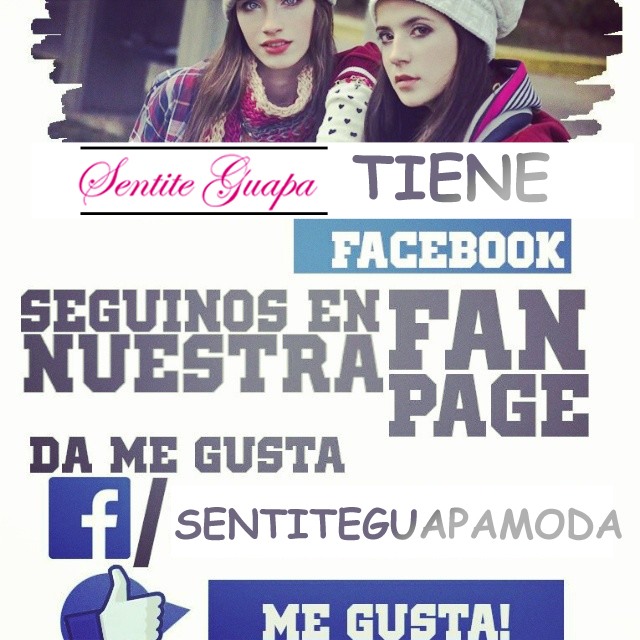 Sentite Guapa TIENE
FACEBOOK
SEGUINOS EN
NUESTRA
FAN
PAGE
DA ME GUSTA
f/SENTITEGUAPAMODA
ME GUSTA!